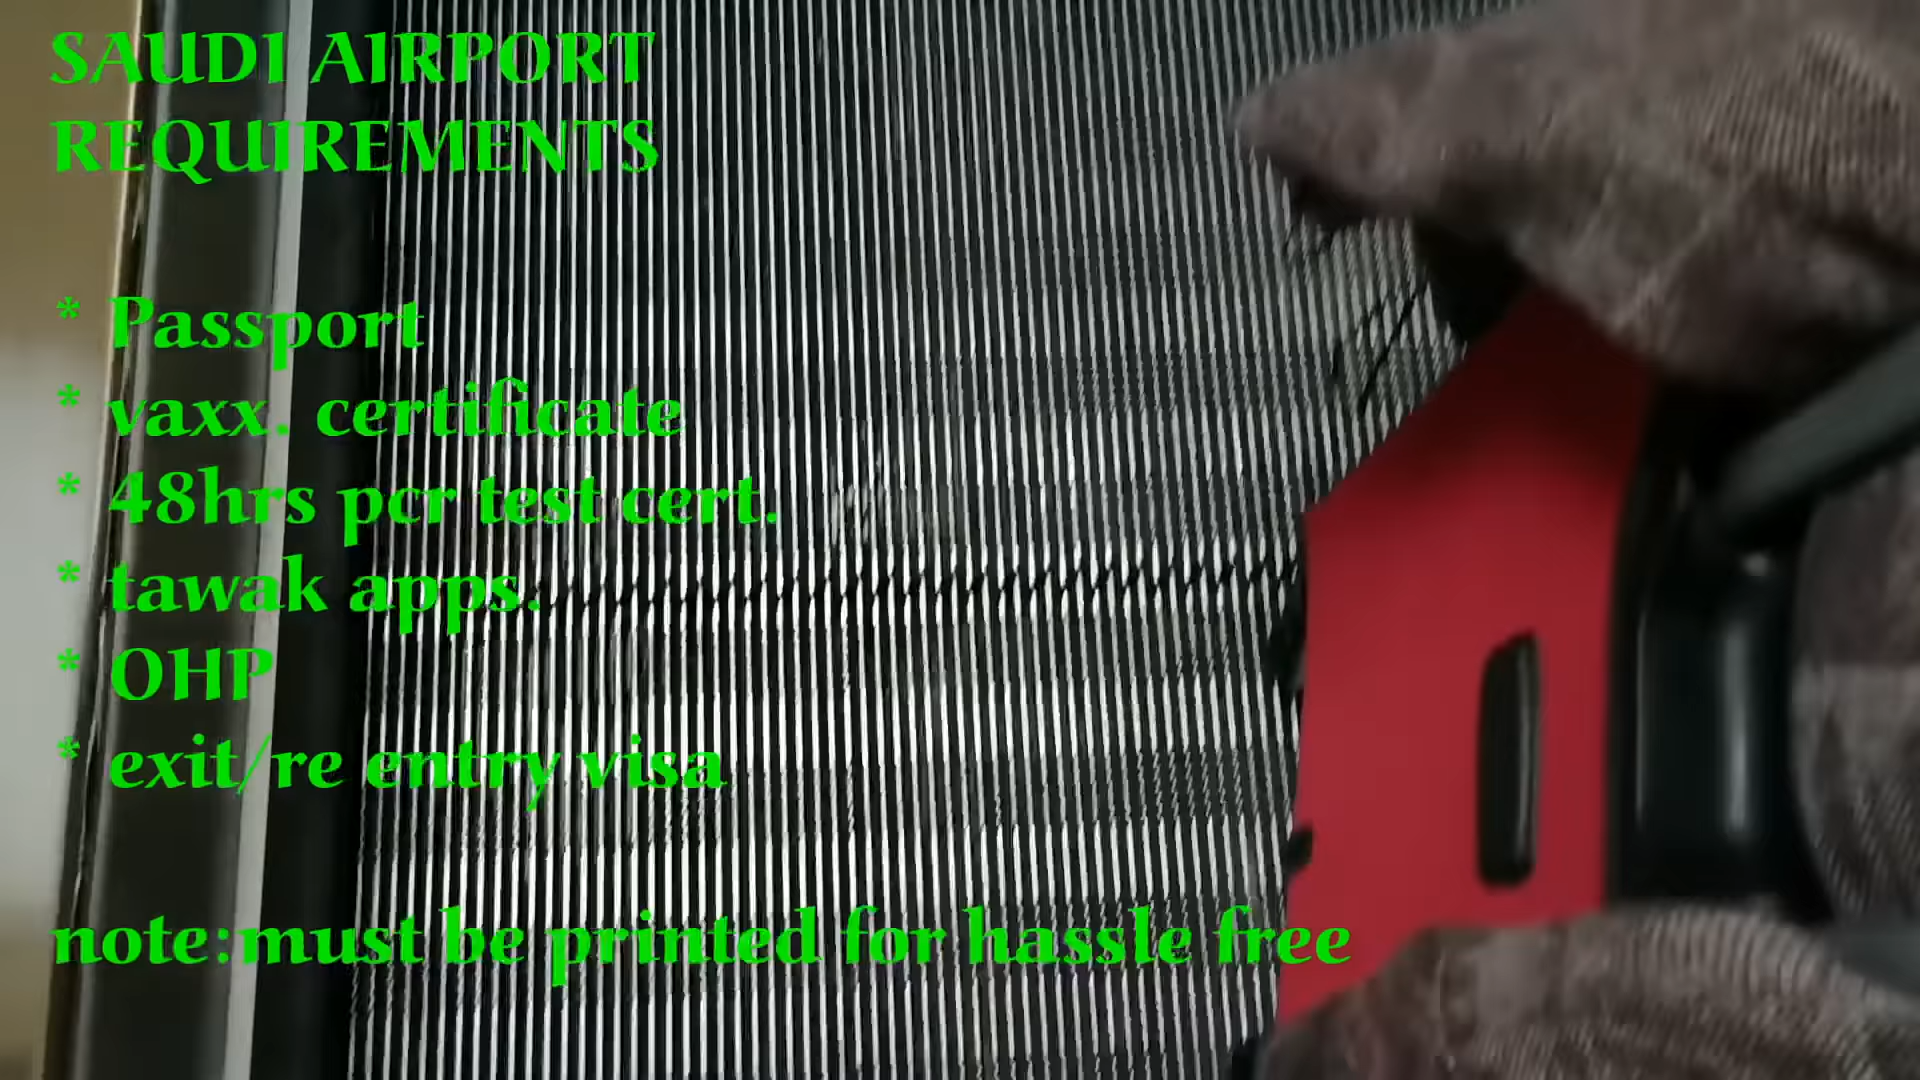 SAUDI AIRPORT
REQUIREMENTS
* Passport
* vaxx. certificate
* 48hrs pcr test cert.
* tawak apps.
* OHP
* exit/re entry visa
note:must be printed for hassle free